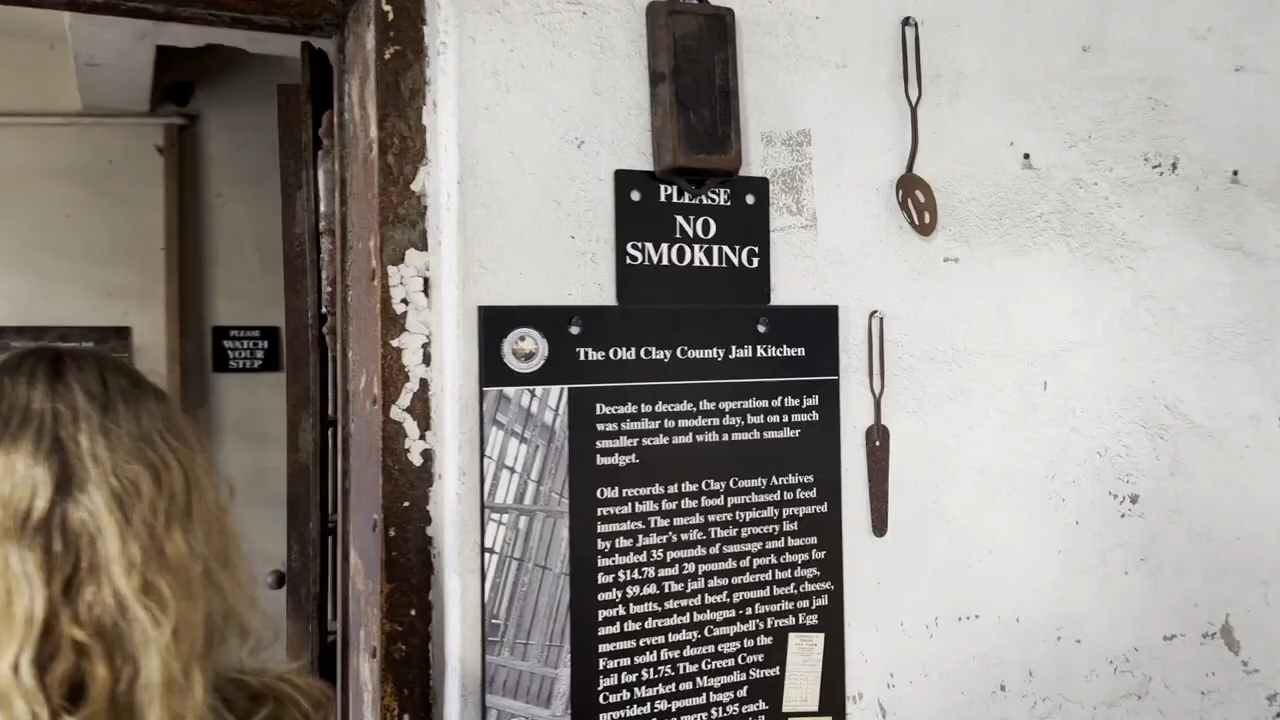 PLEASE
NO
SMOKING
PLEASE
WATCH
YOUR
STEP
The Old Clay County Jail Kitchen
Decade to decade, the operation of the jail
was similar to modern day, but on a much
smaller scale and with a much smaller
budget.
Old records at the Clay County Archives
reveal bills for the food purchased to feed
inmates. The meals were typically prepared
by the Jailer's wife. Their grocery list
included 35 pounds of sausage and bacon
for $14.78 and 20 pounds of pork chops for
only $9.60. The jail also ordered hot dogs,
pork butts, stewed beef, ground beef, cheese,
and the dreaded bologna - a favorite on jail
menus even today. Campbell's Fresh Egg
Farm sold five dozen eggs to the
jail for $1.75. The Green Cove
Curb Market on Magnolia Street
provided 50-pound bags of
a mere $1.95 each.